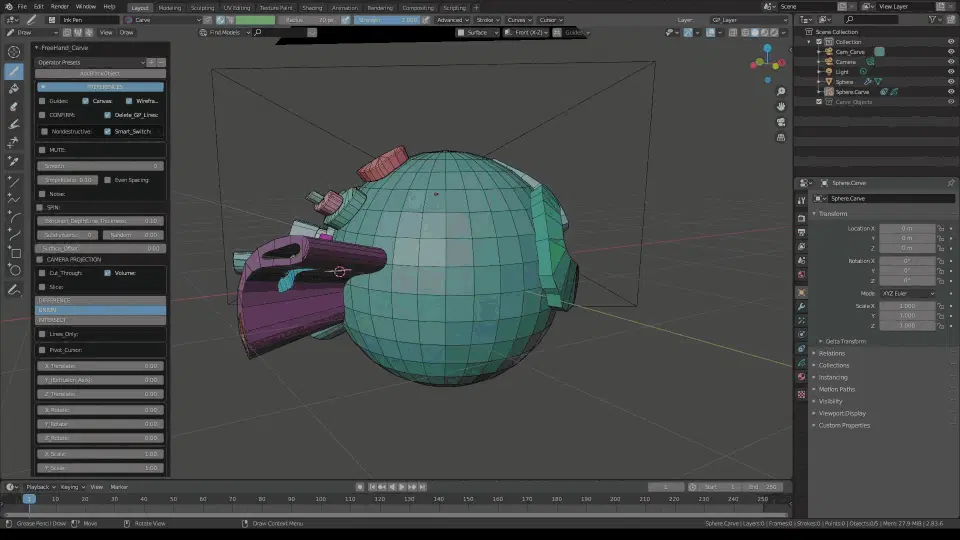 File Edit Render Window Help Layout Modeling Sculpting UV Editing Texture Paint Shading Animation Rendering Compositing Scripting Scene View Layer
Ink Pen Carve Radius 20 px Strength 1.000 Advanced Stroke Curves Cursor Layer: GP_Layer
Draw View Draw Find Models Surface Front (X-Z) Guides
FreeHand_Carve
Operator Presets
AddBlankObject
PREFERENCES
Guides: Canvas: Wirefra..
CONFIRM: Delete_GP_Lines:
Nondestructive: Smart_Switch:
MUTE:
Smooth 0
Simplificate: 0.10 Even Spacing:
Noise:
SPIN:
Extrusion_Depth/Line_Thickness: 0.10
Subdivisions: 0 Random 0.00
Surface_Offset: 0.00
CAMERA PROJECTION
Cut_Through: Volume:
Slice:
DIFFERENCE
UNION
INTERSECT
Lines_Only:
Pivot_Cursor:
X_Translate: 0.00
Y_(Extrusion_Axis): 0.00
Z_Translate: 0.00
X_Rotate: 0.00
Y_Rotate: 0.00
Z_Rotate: 0.00
X_Scale: 1.00
Y_Scale: 1.00
Scene Collection
Collection
Cam_Carve
Camera
Light
Sphere
Sphere.Carve
Carve_Objects
Sphere.Carve
Sphere.Carve
Transform
Location X 0 m
Y 0 m
Z 0 m
Rotation X 0°
Y 0°
Z 0°
Mode XYZ Euler
Scale X 1.000
Y 1.000
Z 1.000
Delta Transform
Relations
Collections
Instancing
Motion Paths
Visibility
Viewport Display
Custom Properties
Playback Keying View Marker 1 Start 1 End 250
1 10 20 30 40 50 60 70 80 90 100 110 120 130 140 150 160 170 180 190 200 210 220 230 240 250
Grease Pencil Draw Move Rotate View Draw Context Menu Sphere.Carve | Layers:0 | Frames:1 | Strokes:0 | Points:0 | Objects:0/5 | Mem: 27.9 MiB | 2.83.6